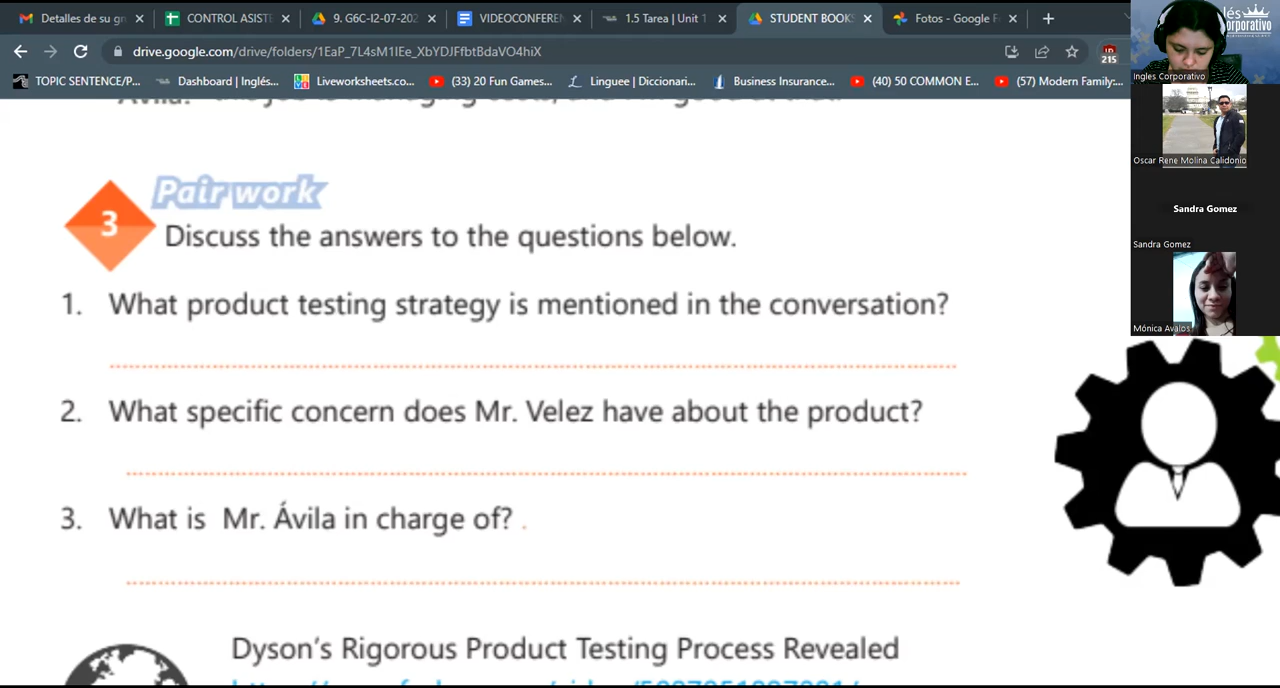 Detalles de su gn
CONTROL ASIST
9. G6C-I2-07-202
VIDEOCONFEREN
1.5 Tarea | Unit 1
STUDENT BOOKS
Fotos - Google F
drive.google.com/drive/folders/1EaP_7L4sM1IEe_XbYDJFfbtBdaVO4hiX
215
TOPIC SENTENCE/P...
Dashboard | Inglés...
Liveworksheets.co...
(33) 20 Fun Games...
Linguee | Diccionari...
Business Insurance...
(40) 50 COMMON E...
(57) Modern Family:...
Ingles Corporativo
Oscar Rene Molina Calidonio
Sandra Gomez
Sandra Gomez
Mónica Avalos
3
Pair work
Discuss the answers to the questions below.
1. What product testing strategy is mentioned in the conversation?
2. What specific concern does Mr. Velez have about the product?
3. What is Mr. Ávila in charge of? .
Dyson's Rigorous Product Testing Process Revealed